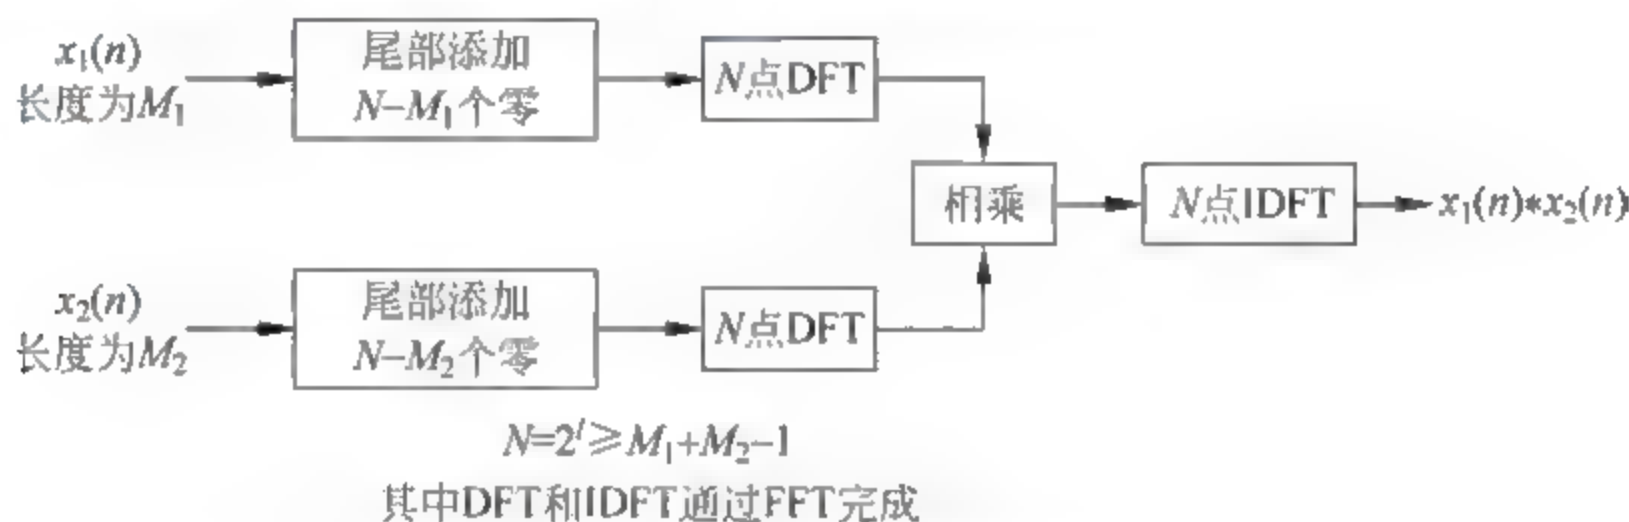 x₁(n)
长度为M₁
尾部添加
N−M₁个零
N点DFT
相乘
N点IDFT
x₁(n)*x₂(n)
x₂(n)
长度为M₂
尾部添加
N−M₂个零
N点DFT
N=2ˡ⩾M₁+M₂−1
其中DFT和IDFT通过FFT完成